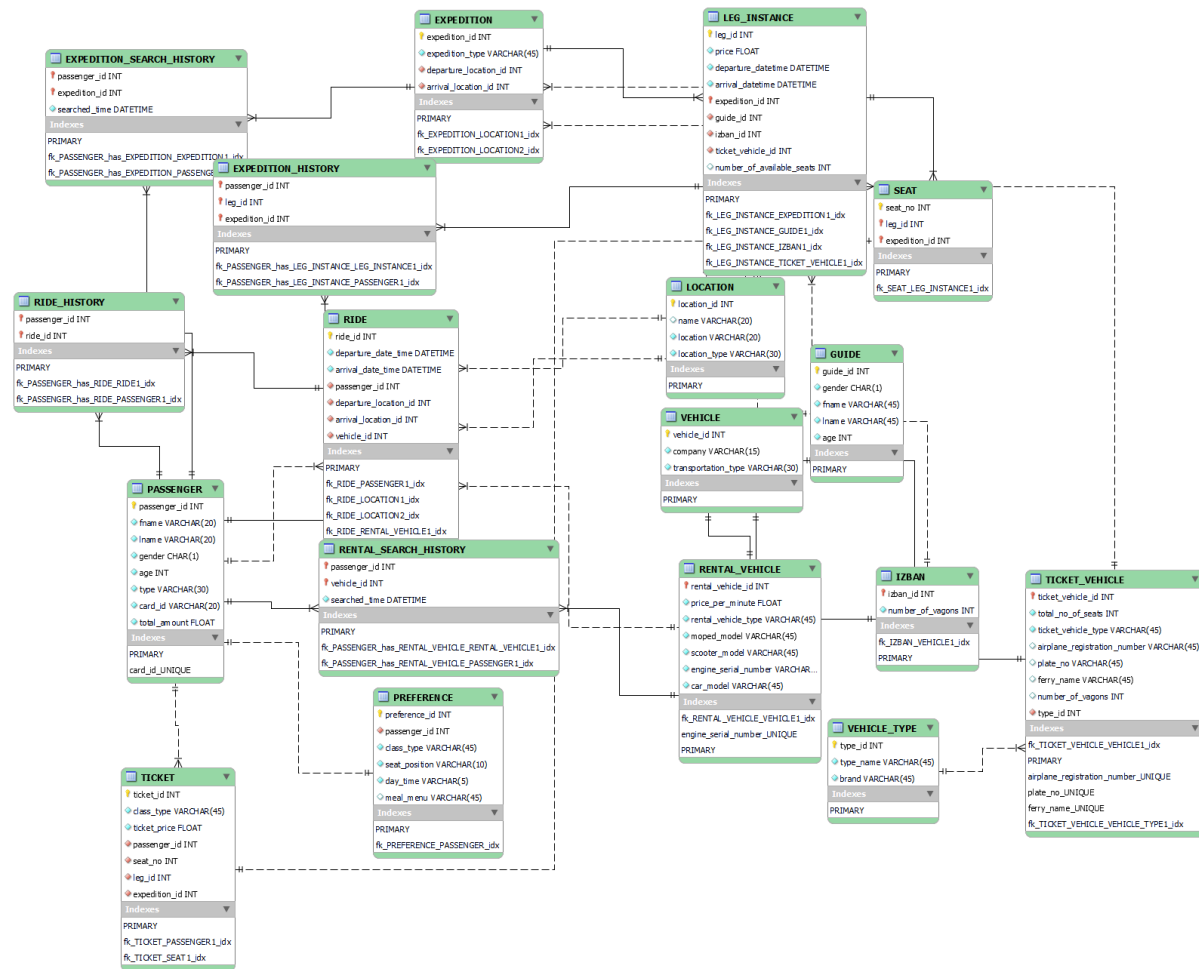 EXPEDITION
expedition_id INT
expedition_type VARCHAR(45)
departure_location_id INT
arrival_location_id INT
Indexes
PRIMARY
fk_EXPEDITION_LOCATION1_idx
fk_EXPEDITION_LOCATION2_idx
LEG_INSTANCE
leg_id INT
price FLOAT
departure_datetime DATETIME
arrival_datetime DATETIME
expedition_id INT
guide_id INT
izban_id INT
ticket_vehicle_id INT
number_of_available_seats INT
Indexes
PRIMARY
fk_LEG_INSTANCE_EXPEDITION1_idx
fk_LEG_INSTANCE_GUIDE1_idx
fk_LEG_INSTANCE_IZBAN1_idx
fk_LEG_INSTANCE_TICKET_VEHICLE1_idx
EXPEDITION_SEARCH_HISTORY
passenger_id INT
expedition_id INT
searched_time DATETIME
Indexes
PRIMARY
fk_PASSENGER_has_EXPEDITION_EXPEDITION1_idx
fk_PASSENGER_has_EXPEDITION_PASSENGE
EXPEDITION_HISTORY
passenger_id INT
leg_id INT
expedition_id INT
Indexes
PRIMARY
fk_PASSENGER_has_LEG_INSTANCE_LEG_INSTANCE1_idx
fk_PASSENGER_has_LEG_INSTANCE_PASSENGER1_idx
SEAT
seat_no INT
leg_id INT
expedition_id INT
Indexes
PRIMARY
fk_SEAT_LEG_INSTANCE1_idx
LOCATION
location_id INT
name VARCHAR(20)
location VARCHAR(20)
location_type VARCHAR(30)
Indexes
PRIMARY
RIDE_HISTORY
passenger_id INT
ride_id INT
Indexes
PRIMARY
fk_PASSENGER_has_RIDE_RIDE1_idx
fk_PASSENGER_has_RIDE_PASSENGER1_idx
RIDE
ride_id INT
departure_date_time DATETIME
arrival_date_time DATETIME
passenger_id INT
departure_location_id INT
arrival_location_id INT
vehicle_id INT
Indexes
PRIMARY
fk_RIDE_PASSENGER1_idx
fk_RIDE_LOCATION1_idx
fk_RIDE_LOCATION2_idx
fk_RIDE_RENTAL_VEHICLE1_idx
GUIDE
guide_id INT
gender CHAR(1)
fname VARCHAR(45)
lname VARCHAR(45)
age INT
Indexes
PRIMARY
VEHICLE
vehicle_id INT
company VARCHAR(15)
transportation_type VARCHAR(30)
Indexes
PRIMARY
PASSENGER
passenger_id INT
fname VARCHAR(20)
lname VARCHAR(20)
gender CHAR(1)
age INT
type VARCHAR(30)
card_id VARCHAR(20)
total_amount FLOAT
Indexes
PRIMARY
card_id_UNIQUE
RENTAL_SEARCH_HISTORY
passenger_id INT
vehicle_id INT
searched_time DATETIME
Indexes
PRIMARY
fk_PASSENGER_has_RENTAL_VEHICLE_RENTAL_VEHICLE1_idx
fk_PASSENGER_has_RENTAL_VEHICLE_PASSENGER1_idx
RENTAL_VEHICLE
rental_vehicle_id INT
price_per_minute FLOAT
rental_vehicle_type VARCHAR(45)
moped_model VARCHAR(45)
scooter_model VARCHAR(45)
engine_serial_number VARCHAR...
car_model VARCHAR(45)
Indexes
fk_RENTAL_VEHICLE_VEHICLE1_idx
engine_serial_number_UNIQUE
PRIMARY
IZBAN
izban_id INT
number_of_vagons INT
Indexes
fk_IZBAN_VEHICLE1_idx
PRIMARY
TICKET_VEHICLE
ticket_vehicle_id INT
total_no_of_seats INT
ticket_vehicle_type VARCHAR(45)
airplane_registration_number VARCHAR(45)
plate_no VARCHAR(45)
ferry_name VARCHAR(45)
number_of_vagons INT
type_id INT
Indexes
fk_TICKET_VEHICLE_VEHICLE1_idx
PRIMARY
airplane_registration_number_UNIQUE
plate_no_UNIQUE
ferry_name_UNIQUE
fk_TICKET_VEHICLE_VEHICLE_TYPE1_idx
PREFERENCE
preference_id INT
passenger_id INT
class_type VARCHAR(45)
seat_position VARCHAR(10)
day_time VARCHAR(5)
meal_menu VARCHAR(45)
Indexes
PRIMARY
fk_PREFERENCE_PASSENGER_idx
VEHICLE_TYPE
type_id INT
type_name VARCHAR(45)
brand VARCHAR(45)
Indexes
PRIMARY
TICKET
ticket_id INT
class_type VARCHAR(45)
ticket_price FLOAT
passenger_id INT
seat_no INT
leg_id INT
expedition_id INT
Indexes
PRIMARY
fk_TICKET_PASSENGER1_idx
fk_TICKET_SEAT1_idx